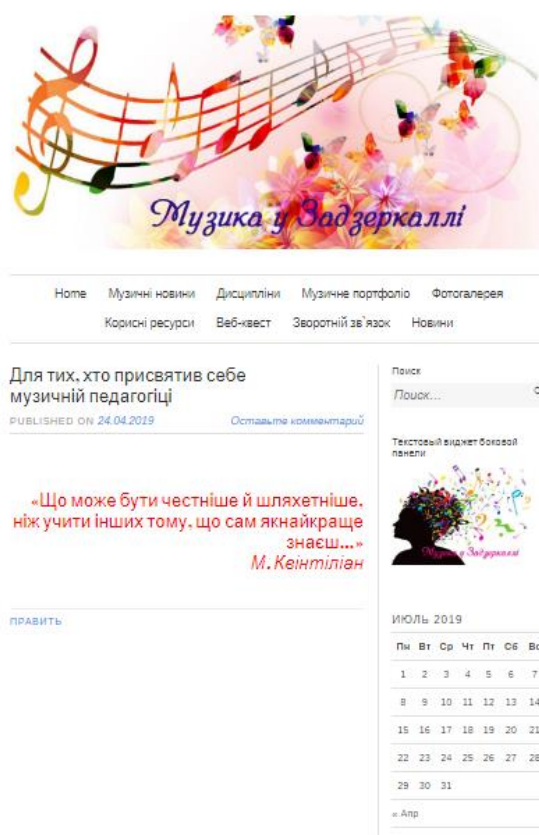 Музика у Задзеркаллі
Home Музичні новини Дисципліни Музичне портфоліо Фотогалерея
Корисні ресурси Веб-квест Зворотній зв`язок Новини
Для тих, хто присвятив себе
музичній педагогіці
PUBLISHED ON 24.04.2019 Оставьте комментарий
«Що може бути честніше й шляхетніше,
ніж учити інших тому, що сам якнайкраще
знаєш...»
М. Квінтіліан
ПРАВИТЬ
Поиск
Поиск...
Текстовый виджет боковой
панели
Музика у Задзеркаллі
ИЮЛЬ 2019
Пн Вт Ср Чт Пт Сб Вс
1 2 3 4 5 6 7
8 9 10 11 12 13 14
15 16 17 18 19 20 21
22 23 24 25 26 27 28
29 30 31
« Апр